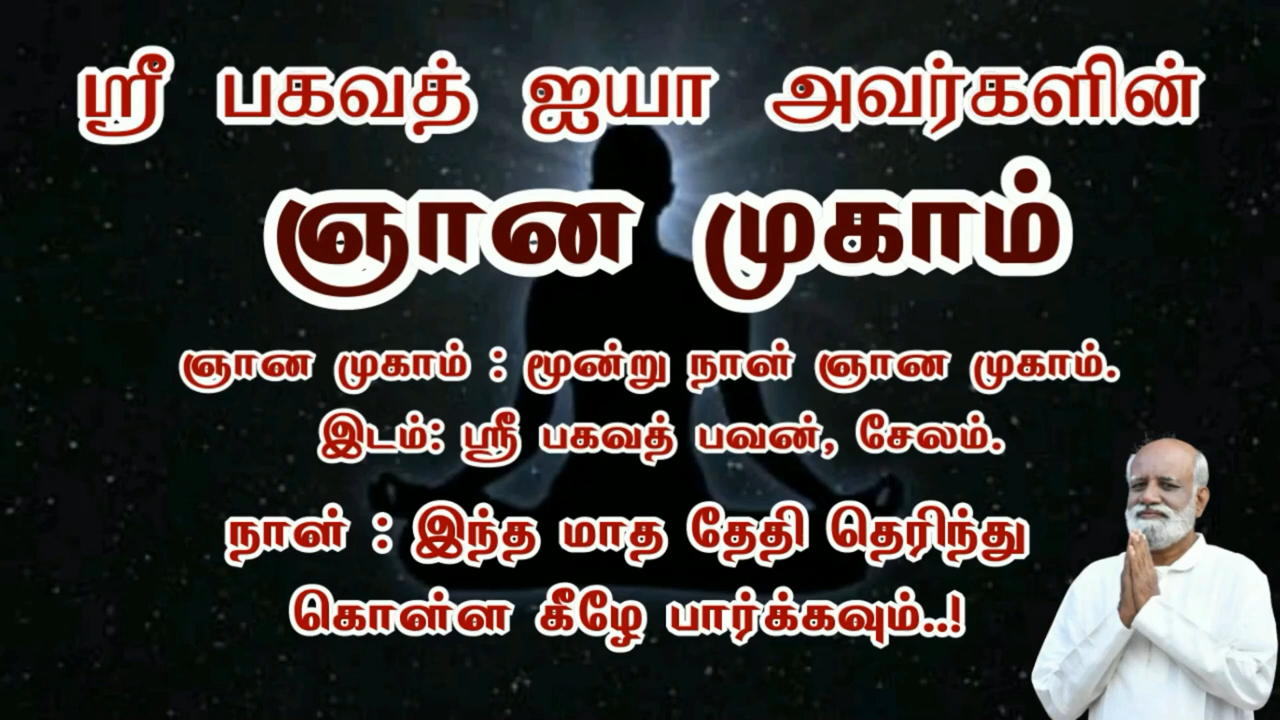 ஸ்ரீ பகவத் ஐயா அவர்களின்
ஞான முகாம்
ஞான முகாம் : மூன்று நாள் ஞான முகாம்.
இடம்: ஸ்ரீ பகவத் பவன், சேலம்.
நாள் : இந்த மாத தேதி தெரிந்து
கொள்ள கீழே பார்க்கவும்..!